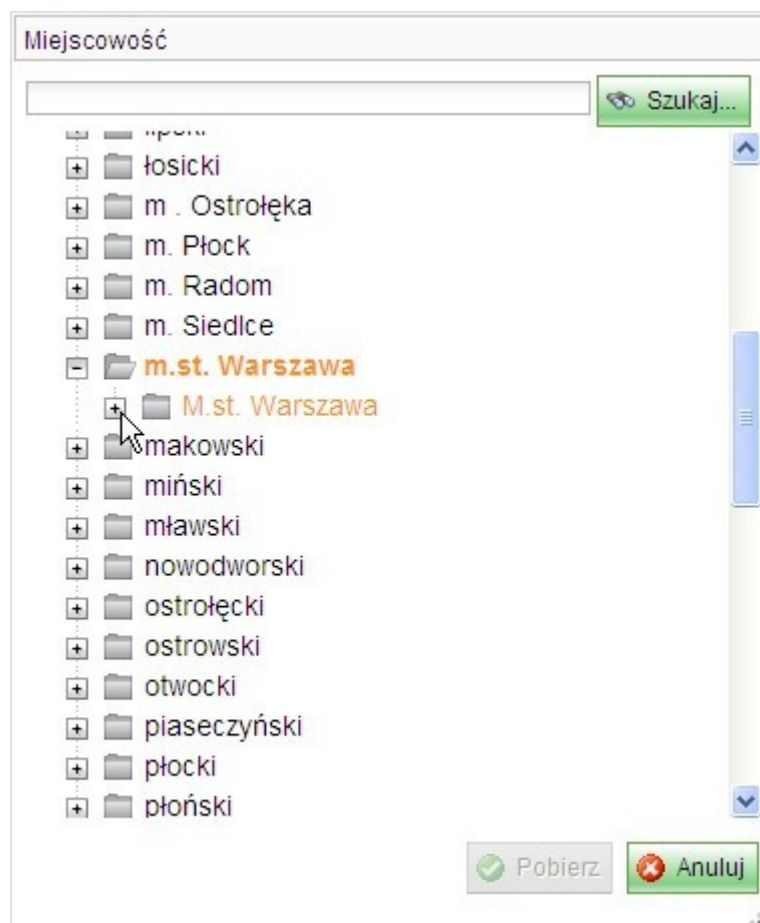 Miejscowość
Szukaj...
łosicki
m . Ostrołęka
m. Płock
m. Radom
m. Siedlce
m.st. Warszawa
M.st. Warszawa
makowski
miński
mławski
nowodworski
ostrołęcki
ostrowski
otwocki
piaseczyński
płocki
płoński
Pobierz Anuluj